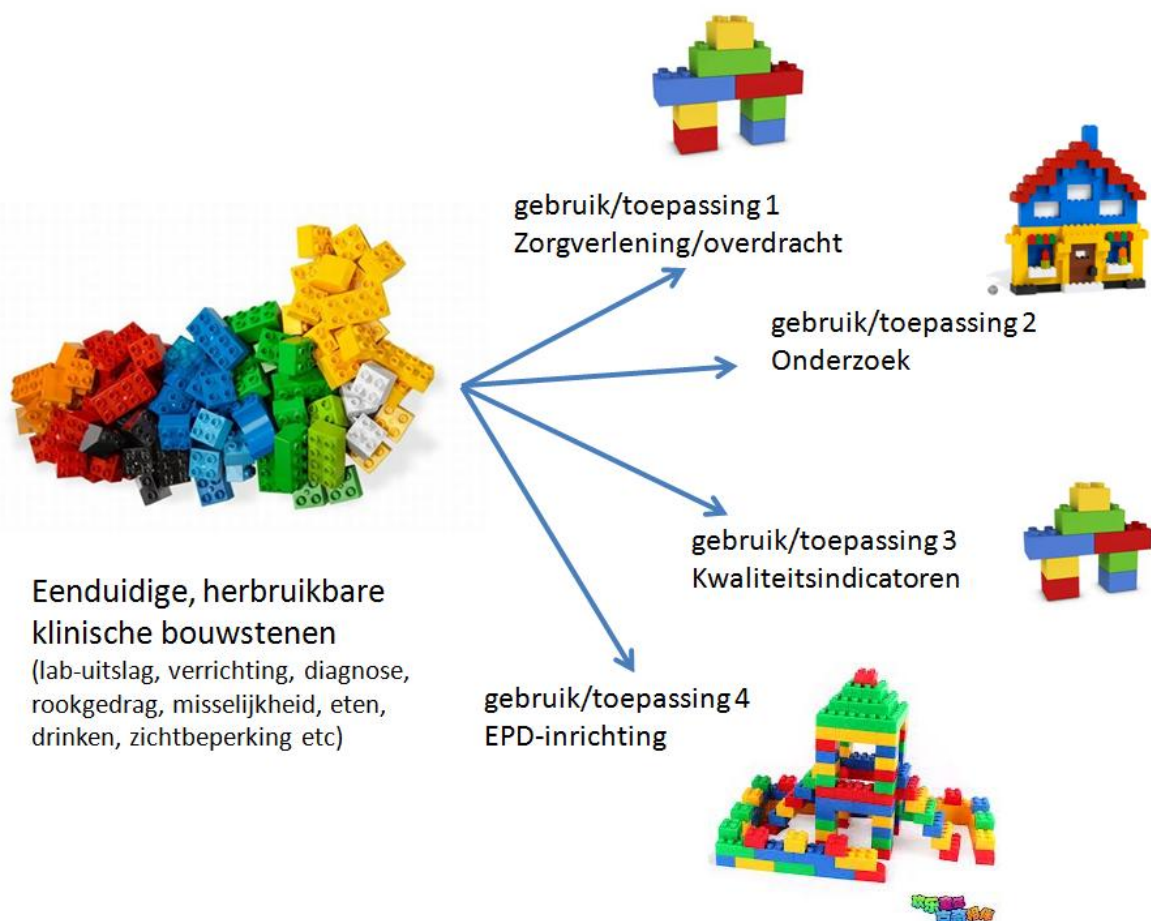 gebruik/toepassing 1
Zorgverlening/overdracht
gebruik/toepassing 2
Onderzoek
gebruik/toepassing 3
Kwaliteitsindicatoren
Eenduidige, herbruikbare
klinische bouwstenen
(lab-uitslag, verrichting, diagnose,
rookgedrag, misselijkheid, eten,
drinken, zichtbeperking etc)
gebruik/toepassing 4
EPD-inrichting